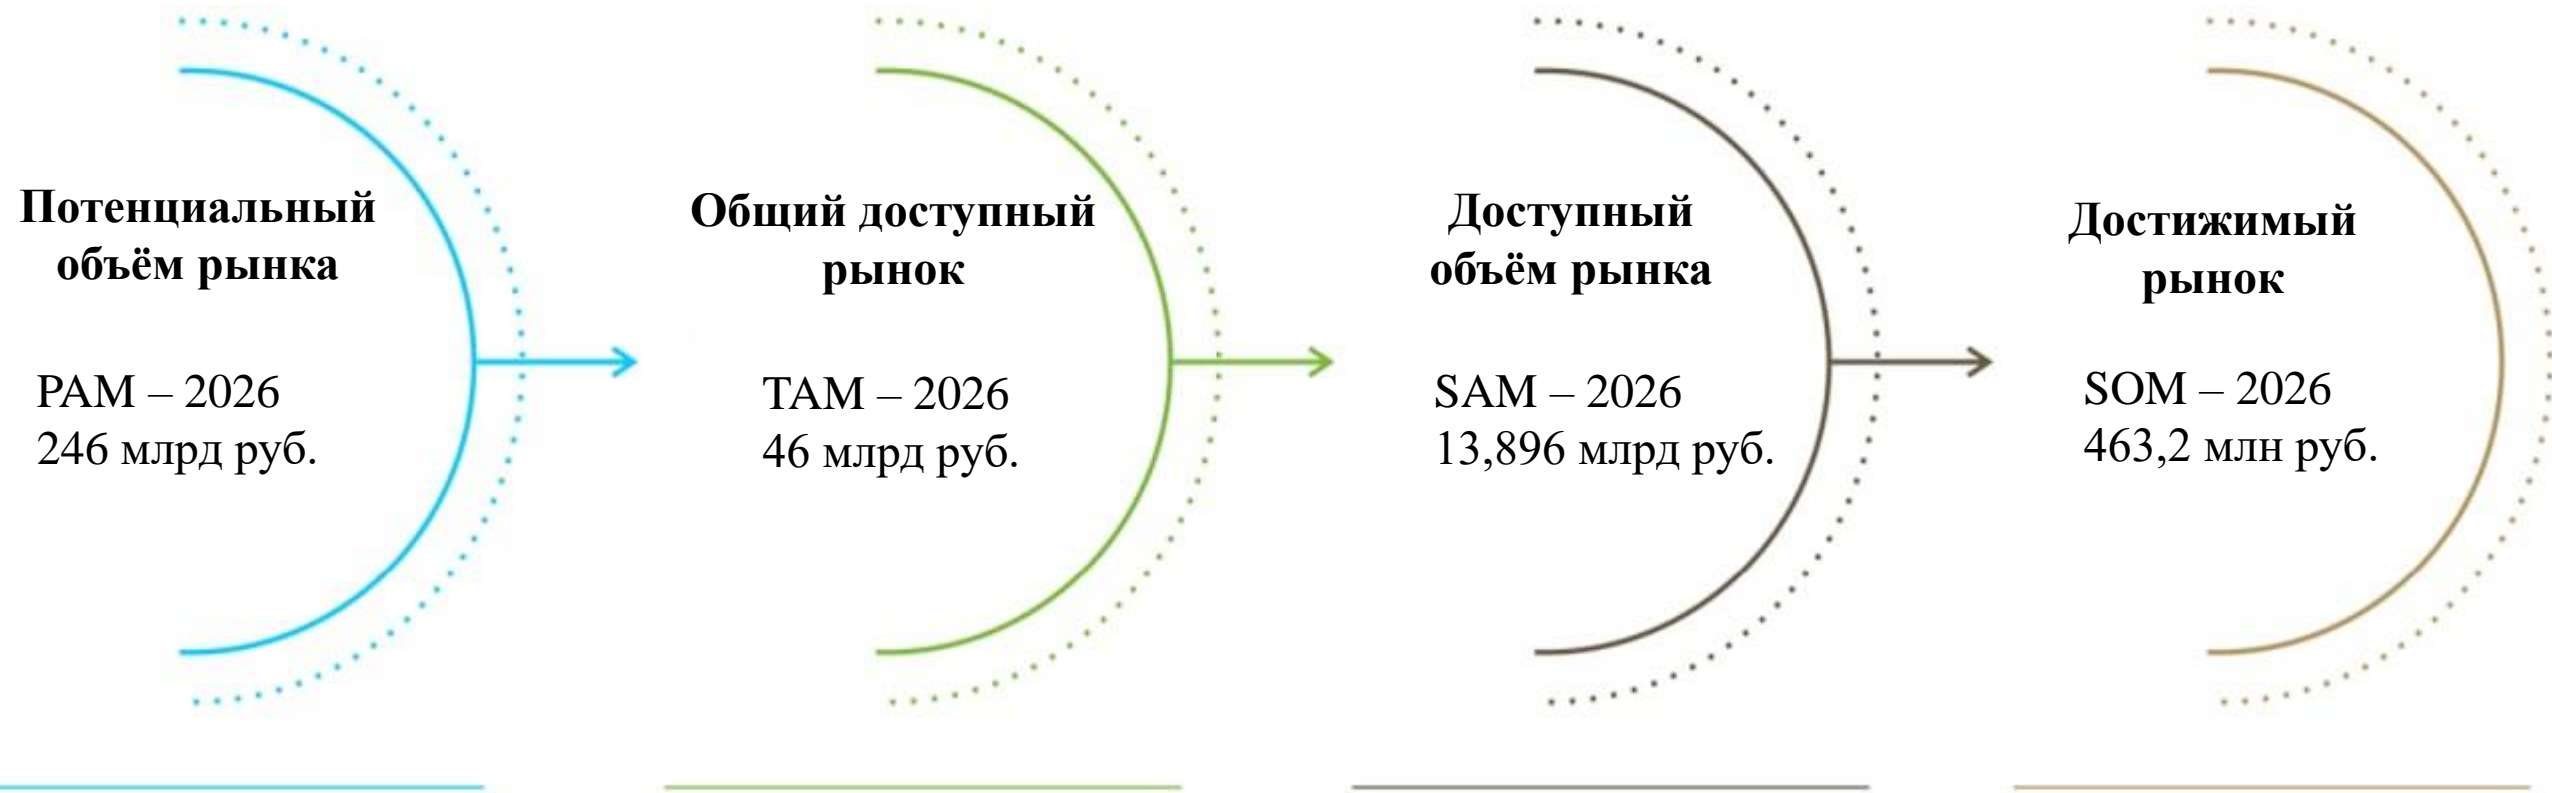 Потенциальный
объём рынка
PAM – 2026
246 млрд руб.
Общий доступный
рынок
TAM – 2026
46 млрд руб.
Доступный
объём рынка
SAM – 2026
13,896 млрд руб.
Достижимый
рынок
SOM – 2026
463,2 млн руб.